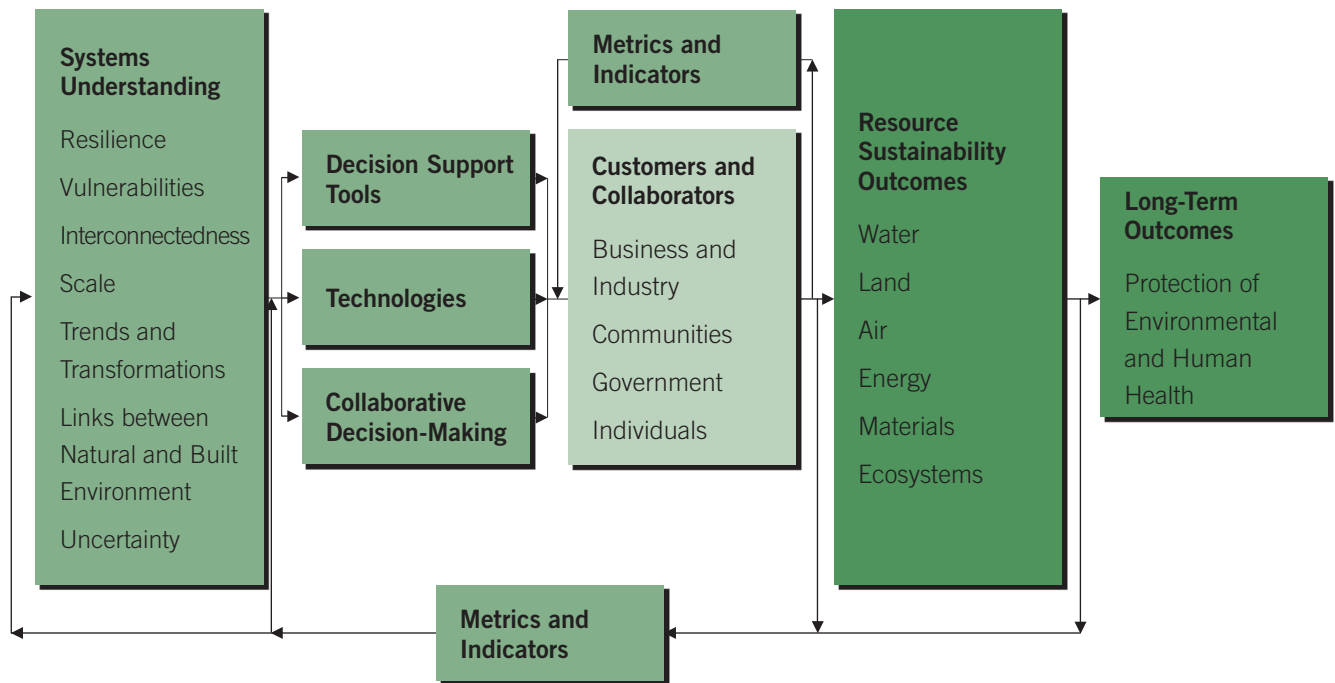 Systems
Understanding
Resilience
Vulnerabilities
Interconnectedness
Scale
Trends and
Transformations
Links between
Natural and Built
Environment
Uncertainty
Decision Support
Tools
Technologies
Collaborative
Decision-Making
Metrics and
Indicators
Customers and
Collaborators
Business and
Industry
Communities
Government
Individuals
Resource
Sustainability
Outcomes
Water
Land
Air
Energy
Materials
Ecosystems
Long-Term
Outcomes
Protection of
Environmental
and Human
Health
Metrics and
Indicators